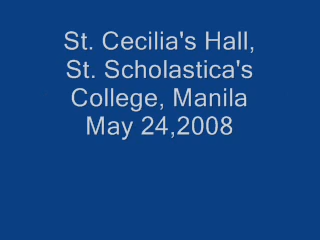 St. Cecilia's Hall,
St. Scholastica's
College, Manila
May 24,2008